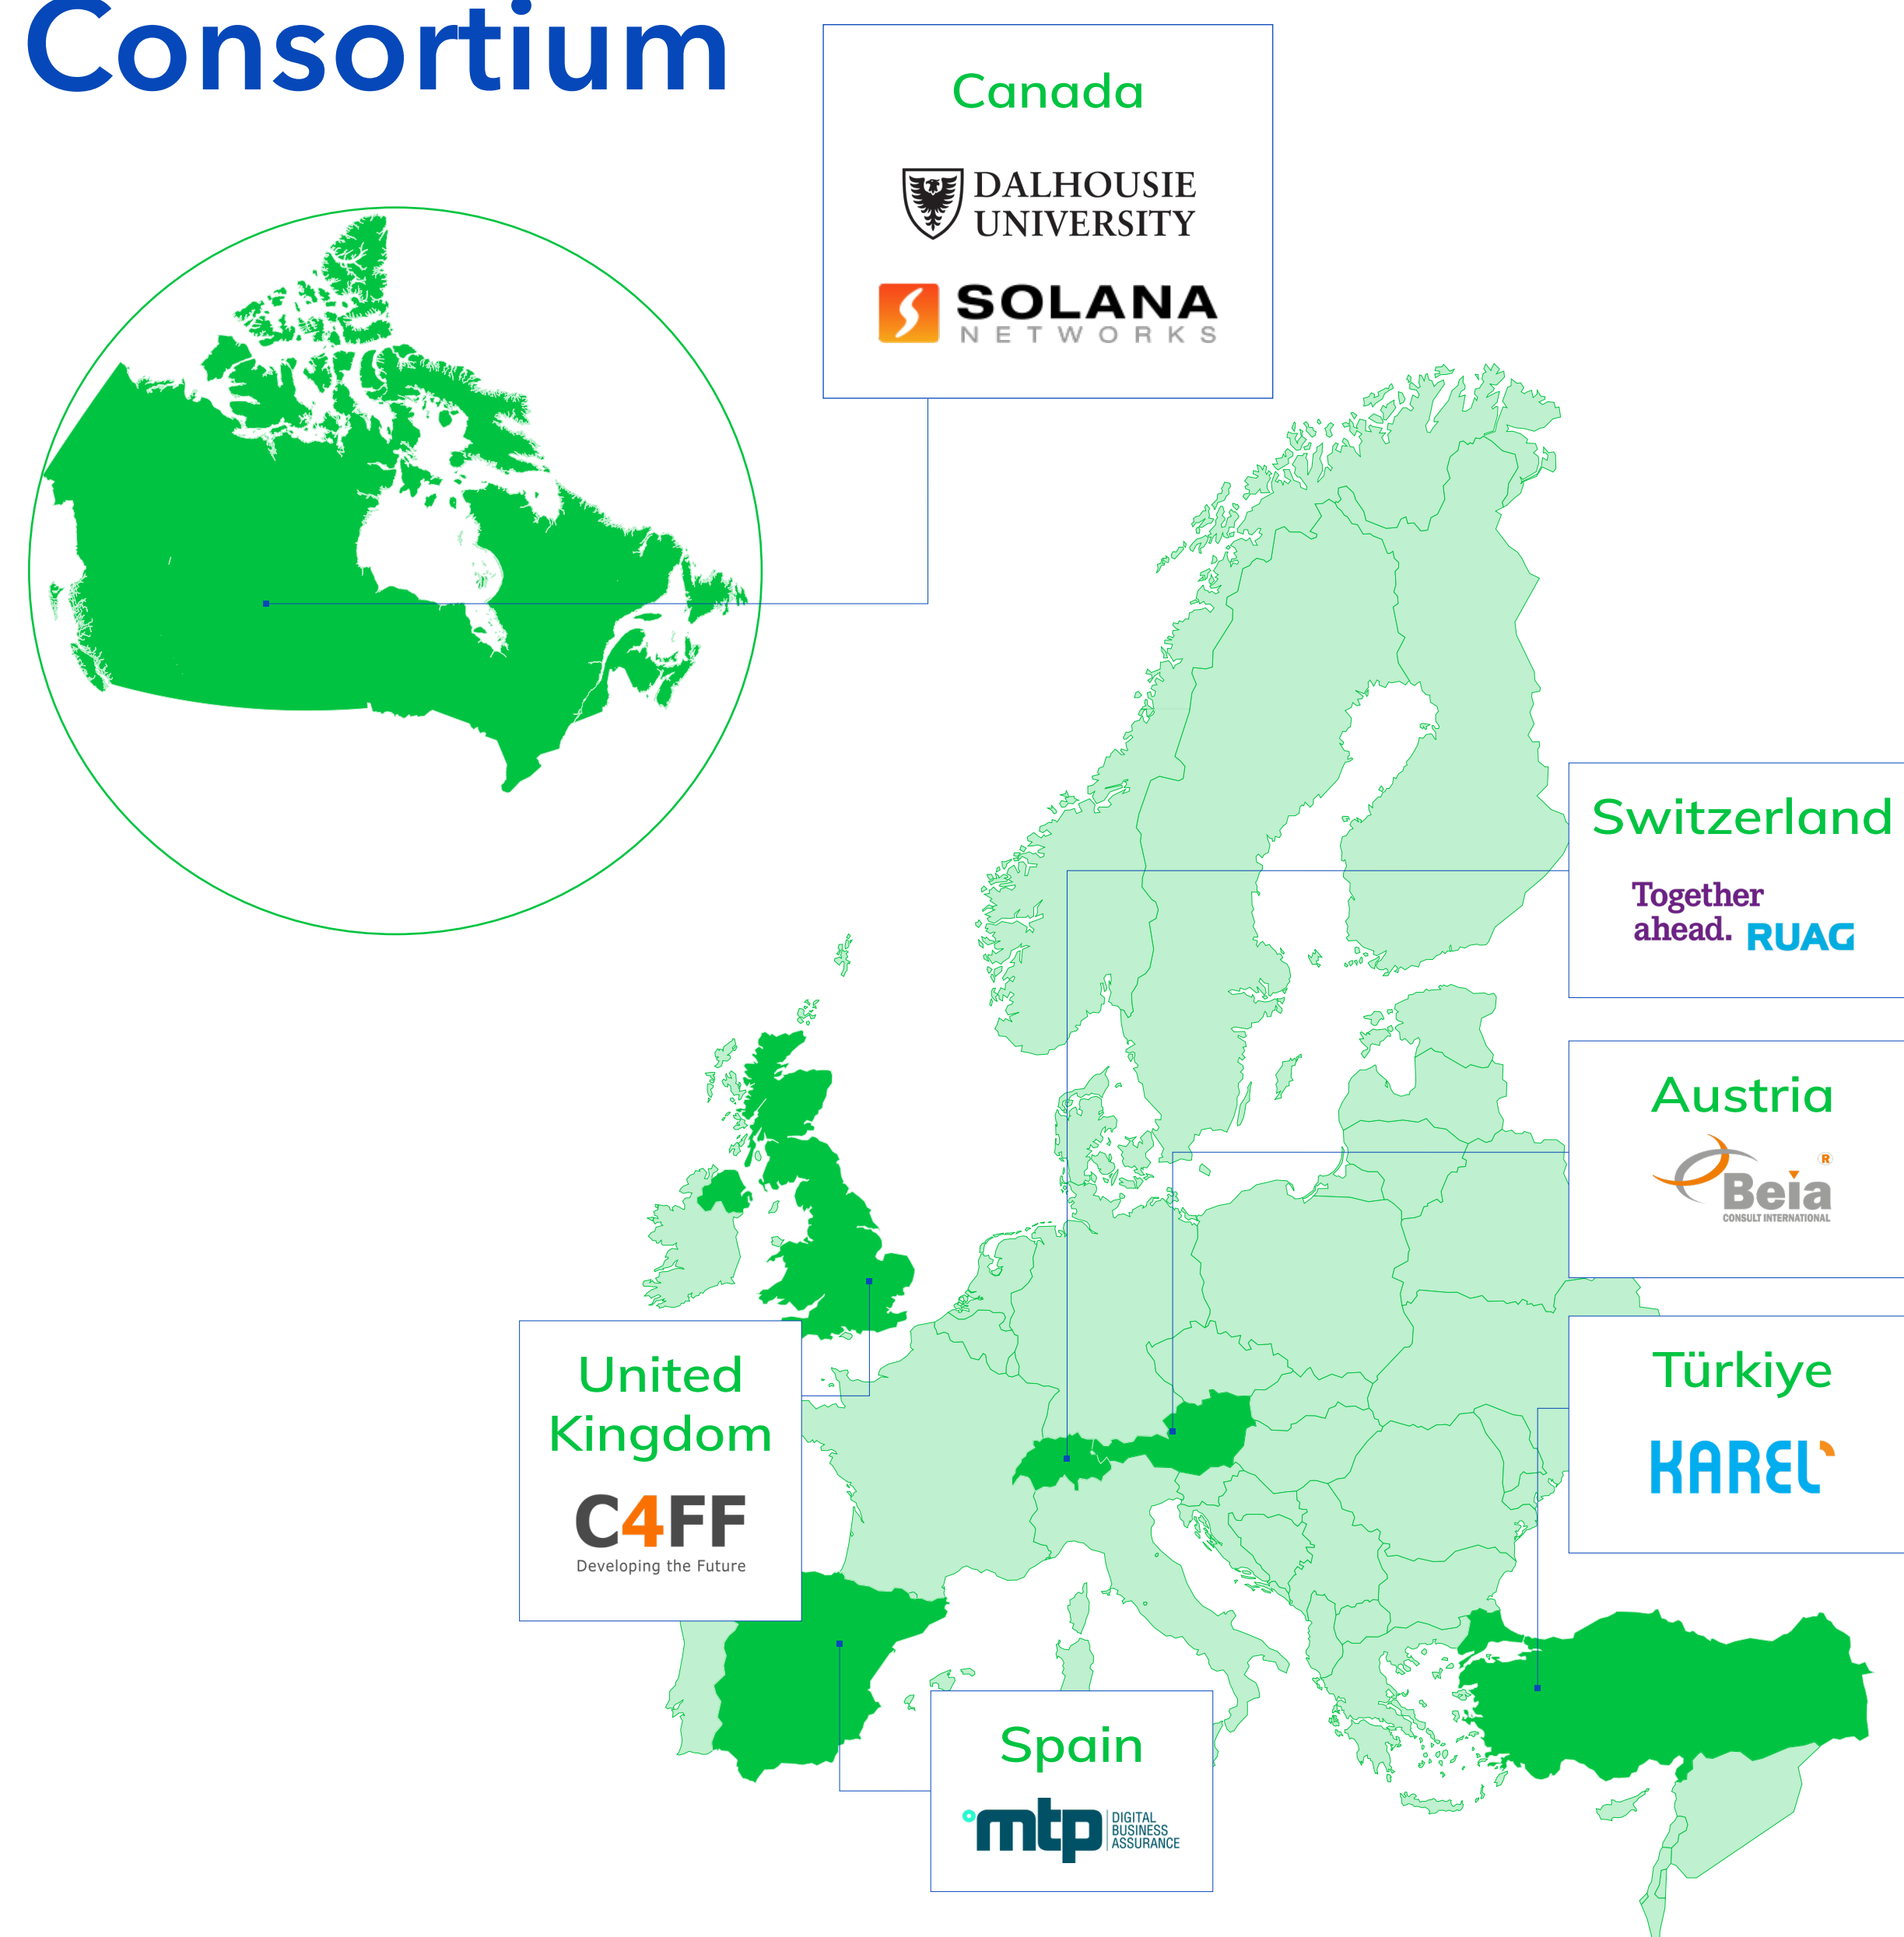 Consortium
Canada
DALHOUSIE
UNIVERSITY
SOLANA
NETWORKS
Switzerland
Together
ahead. RUAG
Austria
Beia
®
CONSULT INTERNATIONAL
Türkiye
KAREL
United
Kingdom
C4FF
Developing the Future
Spain
mtp
DIGITAL
BUSINESS
ASSURANCE